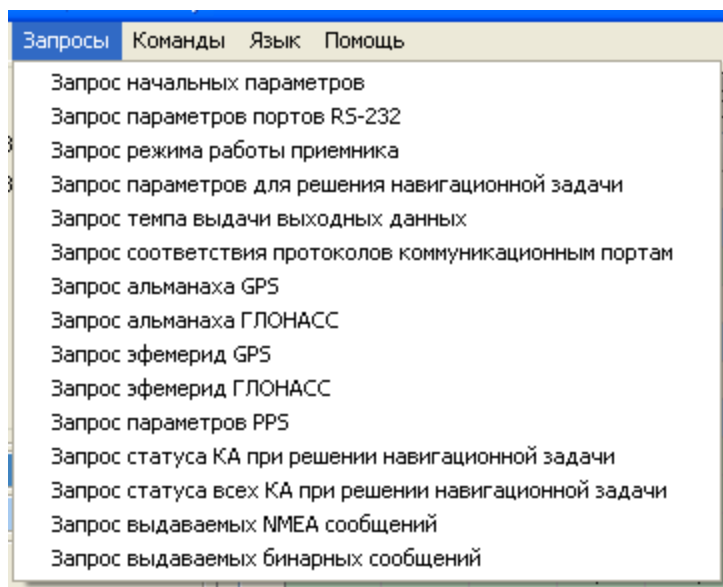 Запросы Команды Язык Помощь
Запрос начальных параметров
Запрос параметров портов RS-232
Запрос режима работы приемника
Запрос параметров для решения навигационной задачи
Запрос темпа выдачи выходных данных
Запрос соответствия протоколов коммуникационным портам
Запрос альманаха GPS
Запрос альманаха ГЛОНАСС
Запрос эфемерид GPS
Запрос эфемерид ГЛОНАСС
Запрос параметров PPS
Запрос статуса КА при решении навигационной задачи
Запрос статуса всех КА при решении навигационной задачи
Запрос выдаваемых NMEA сообщений
Запрос выдаваемых бинарных сообщений